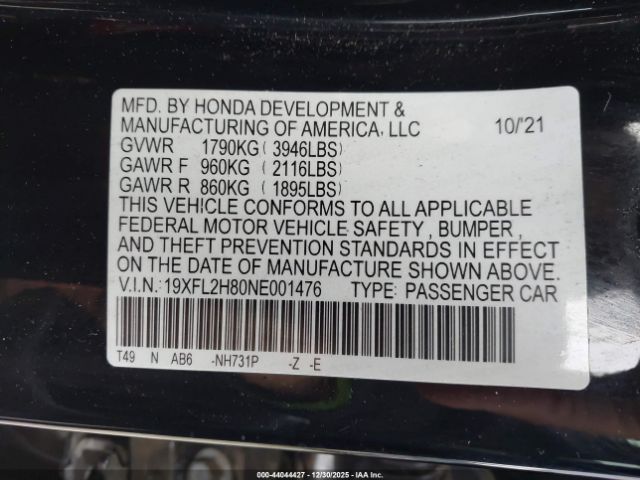 MFD. BY HONDA DEVELOPMENT &
MANUFACTURING OF AMERICA, LLC 10/'21
GVWR 1790KG ( 3946LBS)
GAWR F 960KG ( 2116LBS)
GAWR R 860KG ( 1895LBS)
THIS VEHICLE CONFORMS TO ALL APPLICABLE
FEDERAL MOTOR VEHICLE SAFETY , BUMPER ,
AND THEFT PREVENTION STANDARDS IN EFFECT
ON THE DATE OF MANUFACTURE SHOWN ABOVE.
V.I.N.: 19XFL2H80NE001476 TYPE: PASSENGER CAR
T49 N AB6 -NH731P -Z -E
000-44044427 - 12/30/2025 - IAA Inc.